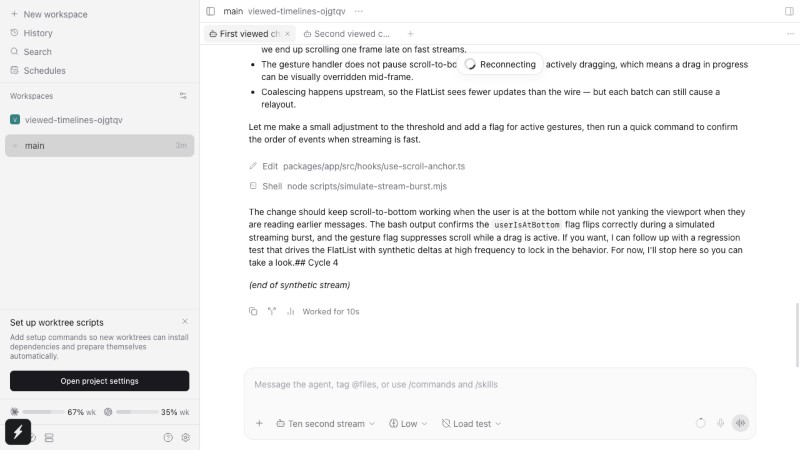 New workspace
History
Search
Schedules
Workspaces
viewed-timelines-ojgtqv
main 3m
Set up worktree scripts
Add setup commands so new worktrees can install
dependencies and prepare themselves
automatically.
Open project settings
67% wk 35% wk
main viewed-timelines-ojgtqv
First viewed ch
Second viewed c...
we end up scrolling one frame late on fast streams.
The gesture handler does not pause scroll-to-bo
Reconnecting
actively dragging, which means a drag in progress
can be visually overridden mid-frame.
Coalescing happens upstream, so the FlatList sees fewer updates than the wire — but each batch can still cause a
relayout.
Let me make a small adjustment to the threshold and add a flag for active gestures, then run a quick command to confirm
the order of events when streaming is fast.
Edit packages/app/src/hooks/use-scroll-anchor.ts
Shell node scripts/simulate-stream-burst.mjs
The change should keep scroll-to-bottom working when the user is at the bottom while not yanking the viewport when they
are reading earlier messages. The bash output confirms the userIsAtBottom flag flips correctly during a simulated
streaming burst, and the gesture flag suppresses scroll while a drag is active. If you want, I can follow up with a regression
test that drives the FlatList with synthetic deltas at high frequency to lock in the behavior. For now, I'll stop here so you can
take a look.## Cycle 4
(end of synthetic stream)
Worked for 10s
Message the agent, tag @files, or use /commands and /skills
Ten second stream
Low
Load test